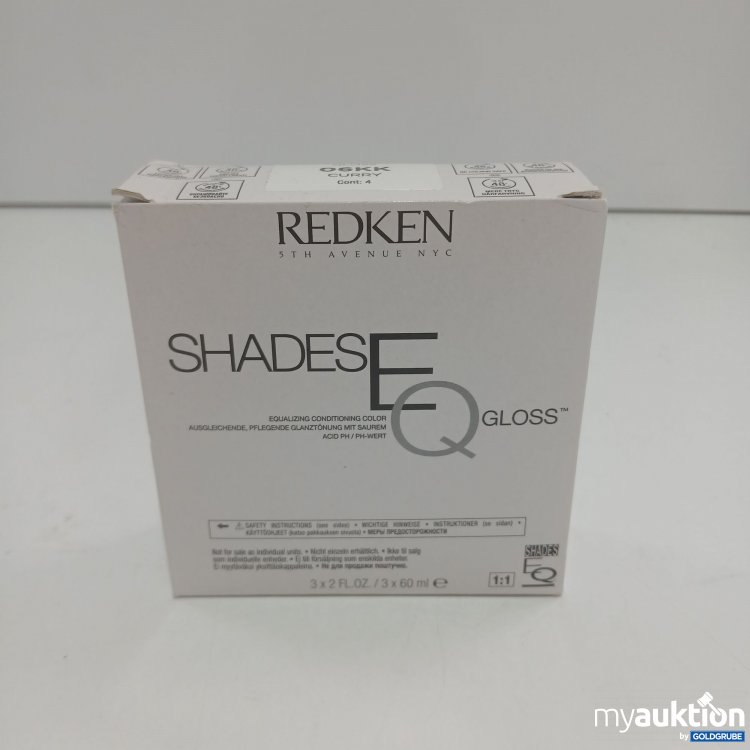 06KK
CURRY
Cont: 4
REDKEN
5TH AVENUE NYC
SHADES EQ GLOSS™
EQUALIZING CONDITIONING COLOR
AUSGLEICHENDE, PFLEGENDE GLANZTÖNUNG MIT SAUREM
ACID PH / PH-WERT
SAFETY INSTRUCTIONS (see sides) • WICHTIGE HINWEISE • INSTRUKTIONER (se sidan) •
KÄYTTÖOHJEET (katso pakkauksen sivusta) • МЕРЫ ПРЕДОСТОРОЖНОСТИ
Not for sale as individual units. • Nicht einzeln erhältlich. • Ikke til salg
som individuelle enheter. • Ej till försäljning som enskilda enheter.
Ei myytäväksi yksittäiskappaleina. • Не для продажи поштучно.
3 x 2 FL.OZ. / 3 x 60 ml e
1:1
SHADES
EQ
myauktion
by GOLDGRUBE